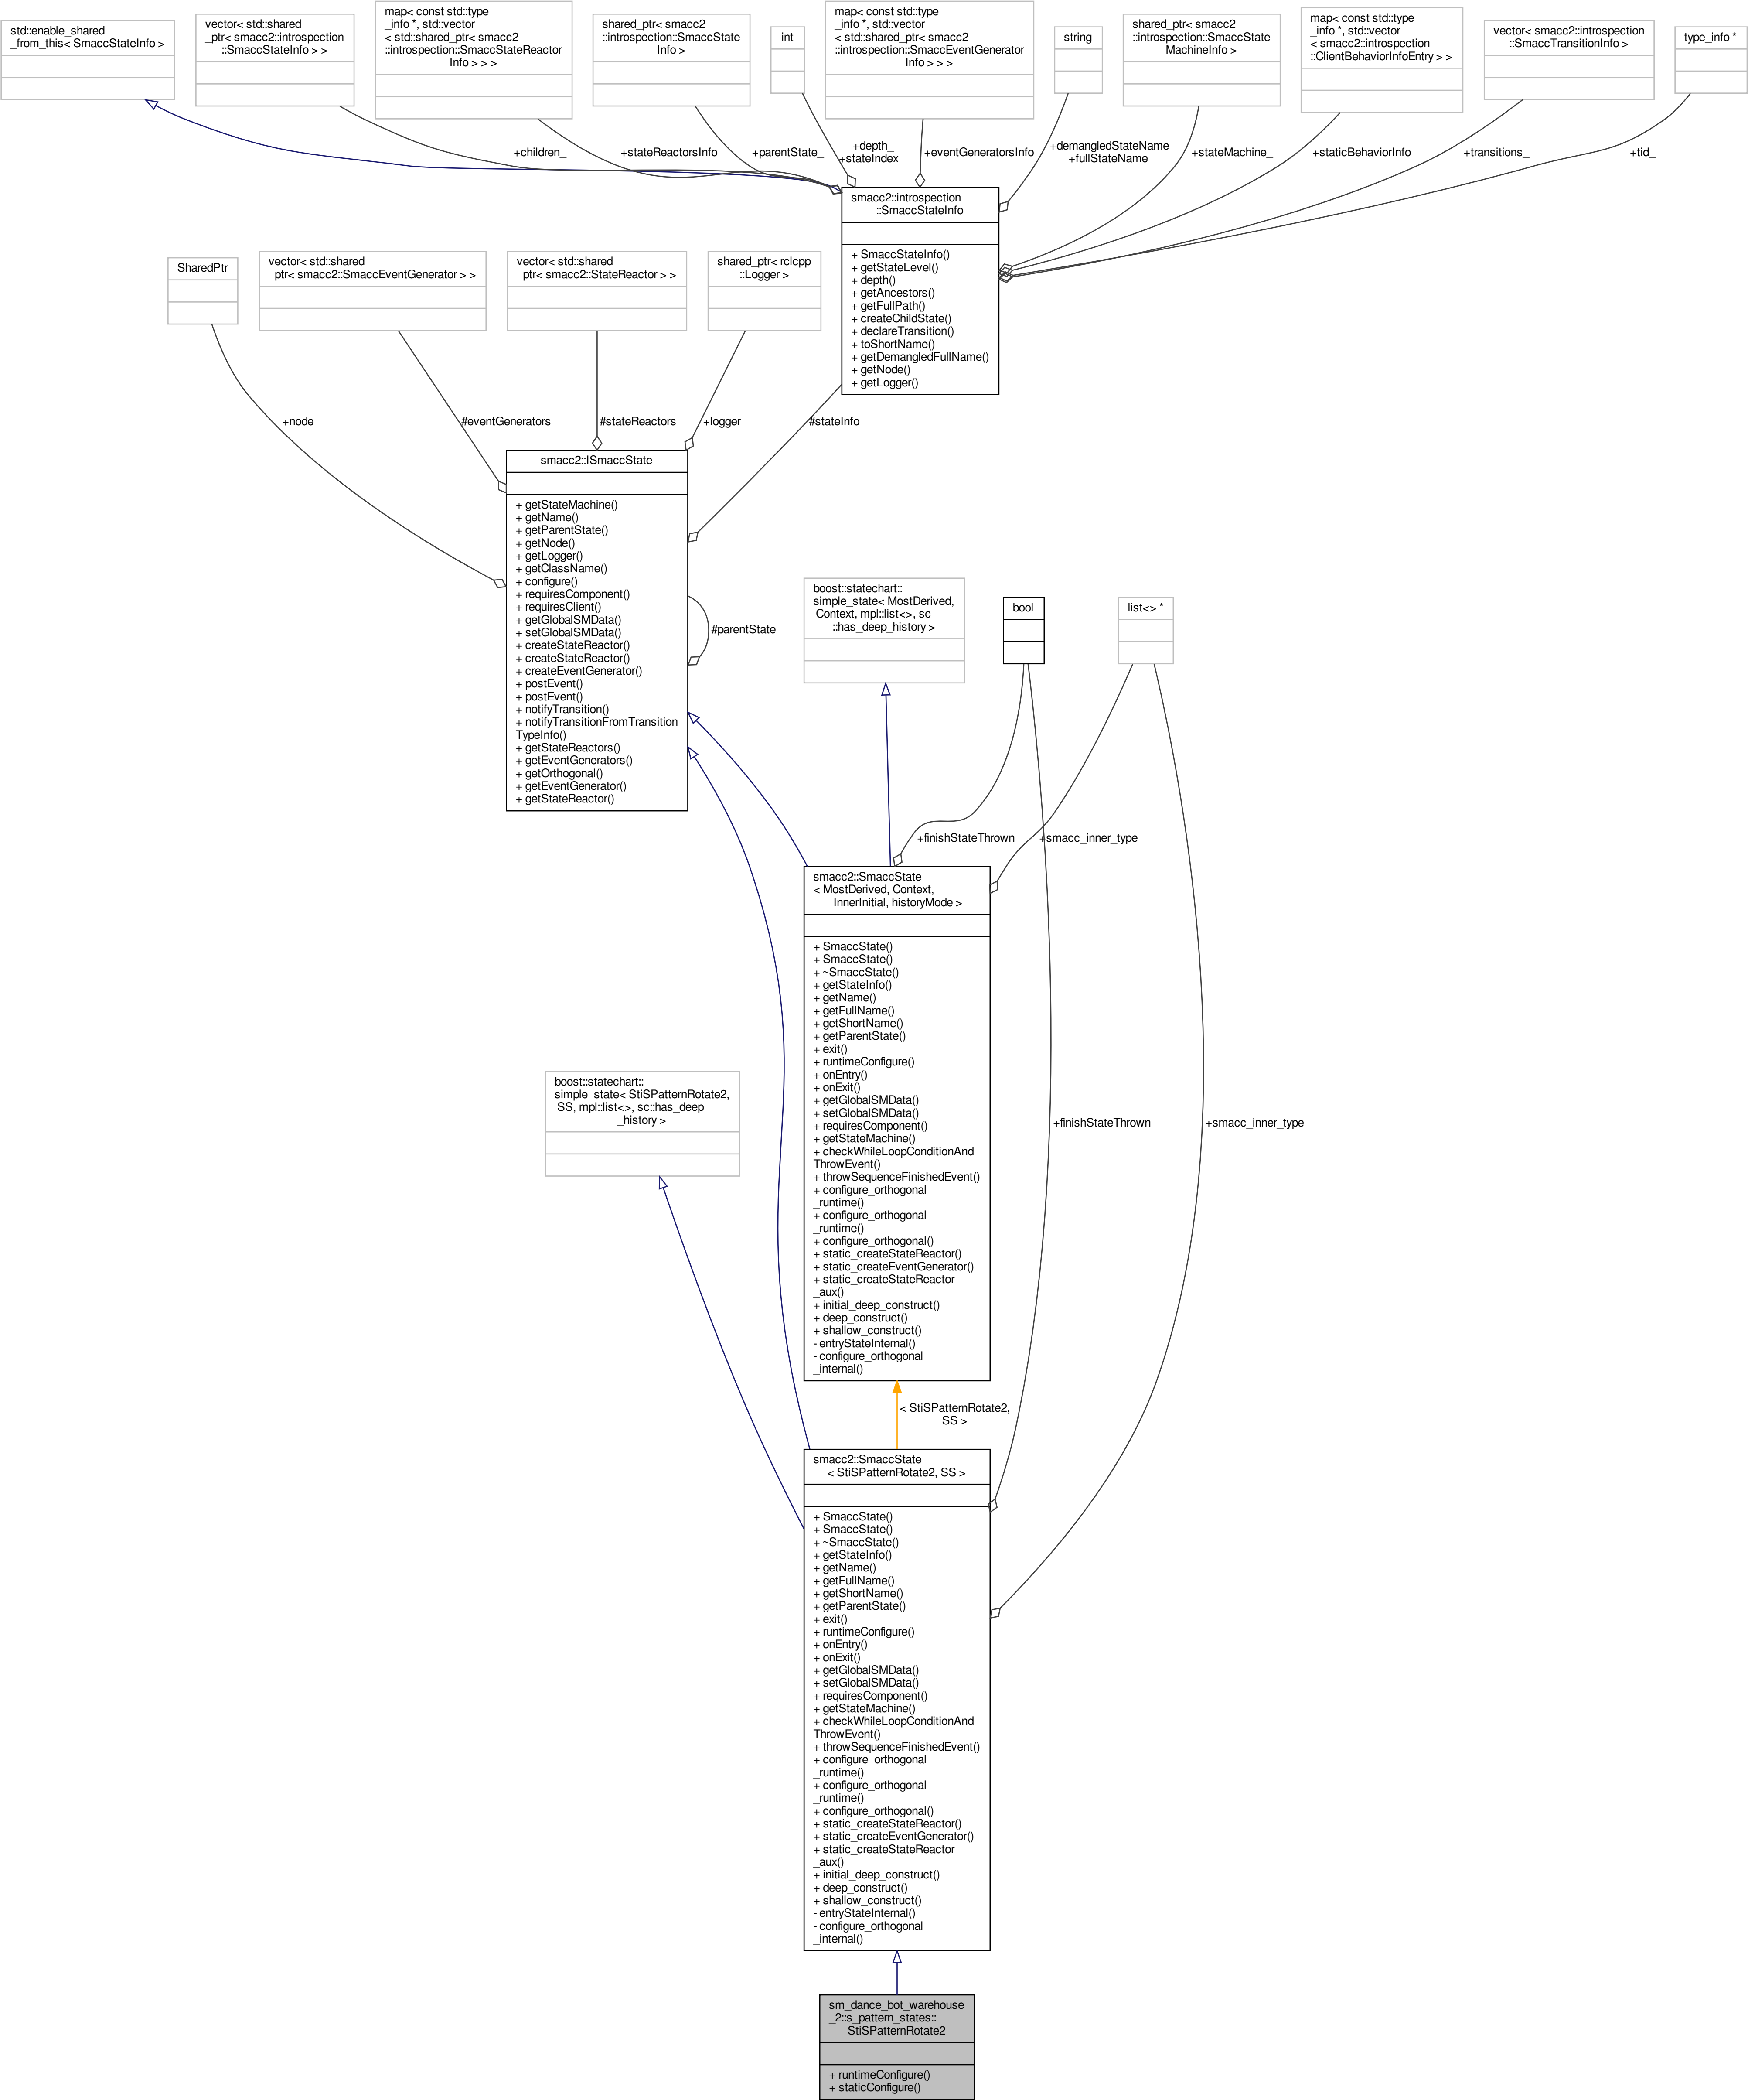 std::enable_shared
_from_this< SmaccStateInfo >
vector< std::shared
_ptr< smacc2::introspection
::SmaccStateInfo > >
map< const std::type
_info *, std::vector
< std::shared_ptr< smacc2
::introspection::SmaccStateReactor
Info > > >
shared_ptr< smacc2
::introspection::SmaccState
Info >
int
map< const std::type
_info *, std::vector
< std::shared_ptr< smacc2
::introspection::SmaccEventGenerator
Info > > >
string
shared_ptr< smacc2
::introspection::SmaccState
MachineInfo >
map< const std::type
_info *, std::vector
< smacc2::introspection
::ClientBehaviorInfoEntry > >
vector< smacc2::introspection
::SmaccTransitionInfo >
type_info *
+children_
+stateReactorsInfo
+parentState_
+depth_
+stateIndex_
+eventGeneratorsInfo
+demangledStateName
+fullStateName
+stateMachine_
+staticBehaviorInfo
+transitions_
+tid_
smacc2::introspection
::SmaccStateInfo
+ SmaccStateInfo()
+ getStateLevel()
+ depth()
+ getAncestors()
+ getFullPath()
+ createChildState()
+ declareTransition()
+ toShortName()
+ getDemangledFullName()
+ getNode()
+ getLogger()
SharedPtr
vector< std::shared
_ptr< smacc2::SmaccEventGenerator > >
vector< std::shared
_ptr< smacc2::StateReactor > >
shared_ptr< rclcpp
::Logger >
+node_
#eventGenerators_
#stateReactors_
+logger_
#stateInfo_
smacc2::ISmaccState
+ getStateMachine()
+ getName()
+ getParentState()
+ getNode()
+ getLogger()
+ getClassName()
+ configure()
+ requiresComponent()
+ requiresClient()
+ getGlobalSMData()
+ setGlobalSMData()
+ createStateReactor()
+ createStateReactor()
+ createEventGenerator()
+ postEvent()
+ postEvent()
+ notifyTransition()
+ notifyTransitionFromTransition
TypeInfo()
+ getStateReactors()
+ getEventGenerators()
+ getOrthogonal()
+ getEventGenerator()
+ getStateReactor()
#parentState_
boost::statechart::
simple_state< MostDerived,
Context, mpl::list<>, sc
::has_deep_history >
bool
list<> *
+finishStateThrown
+smacc_inner_type
smacc2::SmaccState
< MostDerived, Context,
InnerInitial, historyMode >
+ SmaccState()
+ SmaccState()
+ ~SmaccState()
+ getStateInfo()
+ getName()
+ getFullName()
+ getShortName()
+ getParentState()
+ exit()
+ runtimeConfigure()
+ onEntry()
+ onExit()
+ getGlobalSMData()
+ setGlobalSMData()
+ requiresComponent()
+ getStateMachine()
+ checkWhileLoopConditionAnd
ThrowEvent()
+ throwSequenceFinishedEvent()
+ configure_orthogonal
_runtime()
+ configure_orthogonal
_runtime()
+ configure_orthogonal()
+ static_createStateReactor()
+ static_createEventGenerator()
+ static_createStateReactor
_aux()
+ initial_deep_construct()
+ deep_construct()
+ shallow_construct()
- entryStateInternal()
- configure_orthogonal
_internal()
boost::statechart::
simple_state< StiSPatternRotate2,
SS, mpl::list<>, sc::has_deep
_history >
+finishStateThrown
+smacc_inner_type
< StiSPatternRotate2,
SS >
smacc2::SmaccState
< StiSPatternRotate2, SS >
+ SmaccState()
+ SmaccState()
+ ~SmaccState()
+ getStateInfo()
+ getName()
+ getFullName()
+ getShortName()
+ getParentState()
+ exit()
+ runtimeConfigure()
+ onEntry()
+ onExit()
+ getGlobalSMData()
+ setGlobalSMData()
+ requiresComponent()
+ getStateMachine()
+ checkWhileLoopConditionAnd
ThrowEvent()
+ throwSequenceFinishedEvent()
+ configure_orthogonal
_runtime()
+ configure_orthogonal
_runtime()
+ configure_orthogonal()
+ static_createStateReactor()
+ static_createEventGenerator()
+ static_createStateReactor
_aux()
+ initial_deep_construct()
+ deep_construct()
+ shallow_construct()
- entryStateInternal()
- configure_orthogonal
_internal()
sm_dance_bot_warehouse
_2::s_pattern_states::
StiSPatternRotate2
+ runtimeConfigure()
+ staticConfigure()